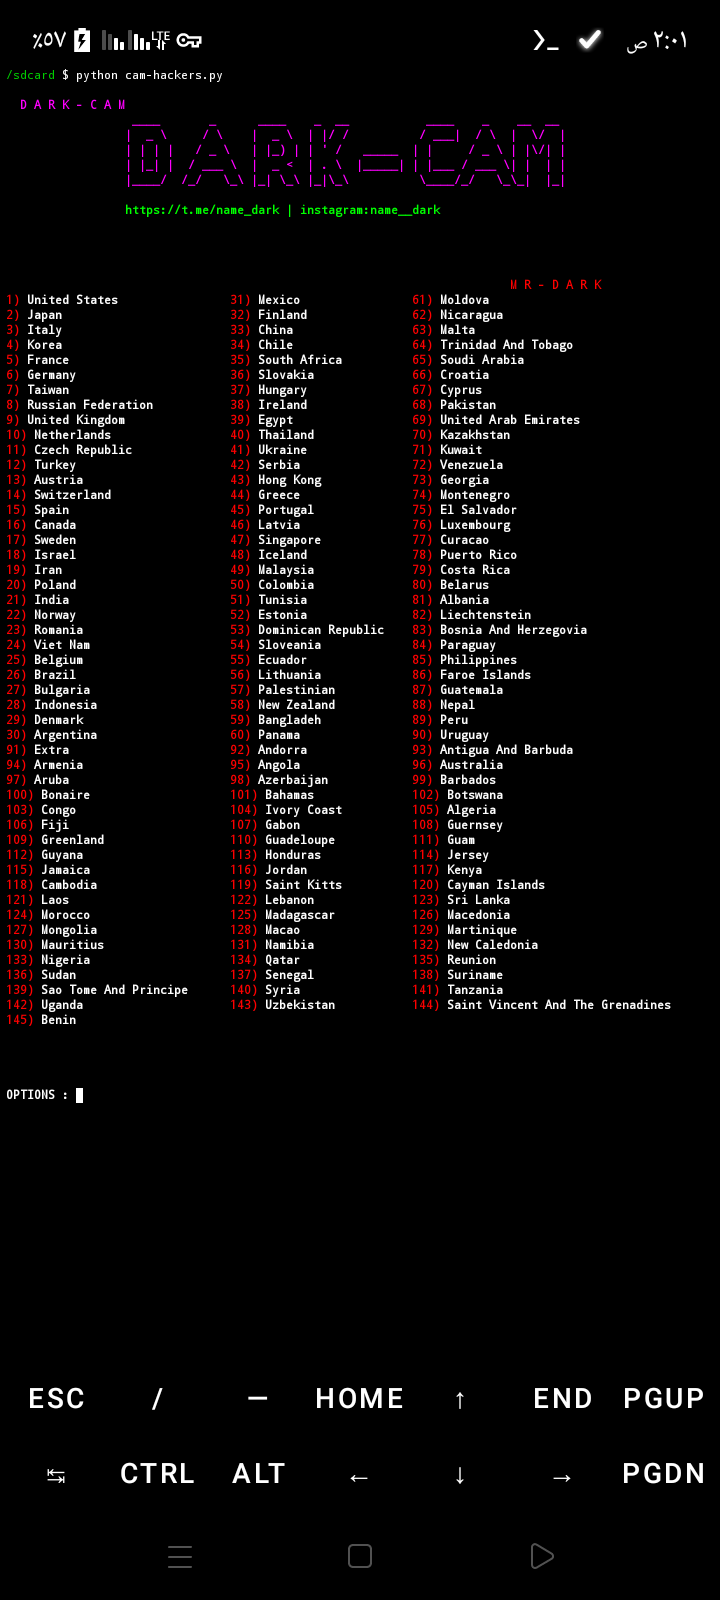 ٪٥٧ LTE ٢:٠١ ص
/sdcard $ python cam-hackers.py
DARK-CAM
DARK-CAM
https://t.me/name_dark | instagram:name__dark
MR-DARK
1) United States 31) Mexico 61) Moldova
2) Japan 32) Finland 62) Nicaragua
3) Italy 33) China 63) Malta
4) Korea 34) Chile 64) Trinidad And Tobago
5) France 35) South Africa 65) Soudi Arabia
6) Germany 36) Slovakia 66) Croatia
7) Taiwan 37) Hungary 67) Cyprus
8) Russian Federation 38) Ireland 68) Pakistan
9) United Kingdom 39) Egypt 69) United Arab Emirates
10) Netherlands 40) Thailand 70) Kazakhstan
11) Czech Republic 41) Ukraine 71) Kuwait
12) Turkey 42) Serbia 72) Venezuela
13) Austria 43) Hong Kong 73) Georgia
14) Switzerland 44) Greece 74) Montenegro
15) Spain 45) Portugal 75) El Salvador
16) Canada 46) Latvia 76) Luxembourg
17) Sweden 47) Singapore 77) Curacao
18) Israel 48) Iceland 78) Puerto Rico
19) Iran 49) Malaysia 79) Costa Rica
20) Poland 50) Colombia 80) Belarus
21) India 51) Tunisia 81) Albania
22) Norway 52) Estonia 82) Liechtenstein
23) Romania 53) Dominican Republic 83) Bosnia And Herzegovia
24) Viet Nam 54) Sloveania 84) Paraguay
25) Belgium 55) Ecuador 85) Philippines
26) Brazil 56) Lithuania 86) Faroe Islands
27) Bulgaria 57) Palestinian 87) Guatemala
28) Indonesia 58) New Zealand 88) Nepal
29) Denmark 59) Bangladeh 89) Peru
30) Argentina 60) Panama 90) Uruguay
91) Extra 92) Andorra 93) Antigua And Barbuda
94) Armenia 95) Angola 96) Australia
97) Aruba 98) Azerbaijan 99) Barbados
100) Bonaire 101) Bahamas 102) Botswana
103) Congo 104) Ivory Coast 105) Algeria
106) Fiji 107) Gabon 108) Guernsey
109) Greenland 110) Guadeloupe 111) Guam
112) Guyana 113) Honduras 114) Jersey
115) Jamaica 116) Jordan 117) Kenya
118) Cambodia 119) Saint Kitts 120) Cayman Islands
121) Laos 122) Lebanon 123) Sri Lanka
124) Morocco 125) Madagascar 126) Macedonia
127) Mongolia 128) Macao 129) Martinique
130) Mauritius 131) Namibia 132) New Caledonia
133) Nigeria 134) Qatar 135) Reunion
136) Sudan 137) Senegal 138) Suriname
139) Sao Tome And Principe 140) Syria 141) Tanzania
142) Uganda 143) Uzbekistan 144) Saint Vincent And The Grenadines
145) Benin
OPTIONS :
ESC / — HOME ↑ END PGUP
↹ CTRL ALT ← ↓ → PGDN